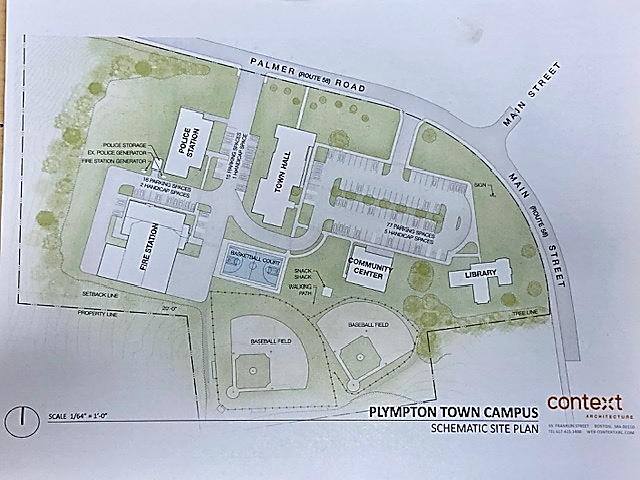 PALMER (ROUTE 58) ROAD
MAIN STREET
MAIN (ROUTE 58) STREET
POLICE STORAGE
EX. POLICE GENERATOR
FIRE STATION GENERATOR
POLICE
STATION
TOWN HALL
16 PARKING SPACES
2 HANDICAP SPACES
SIGN
77 PARKING SPACES
5 HANDICAP SPACES
FIRE STATION
BASKETBALL COURT
COMMUNITY
CENTER
SNACK
SHACK
WALKING
PATH
LIBRARY
SETBACK LINE
PROPERTY LINE
20'-0"
TREE LINE
BASEBALL FIELD
BASEBALL FIELD
SCALE 1/64" = 1'-0"
PLYMPTON TOWN CAMPUS
SCHEMATIC SITE PLAN
context
ARCHITECTURE